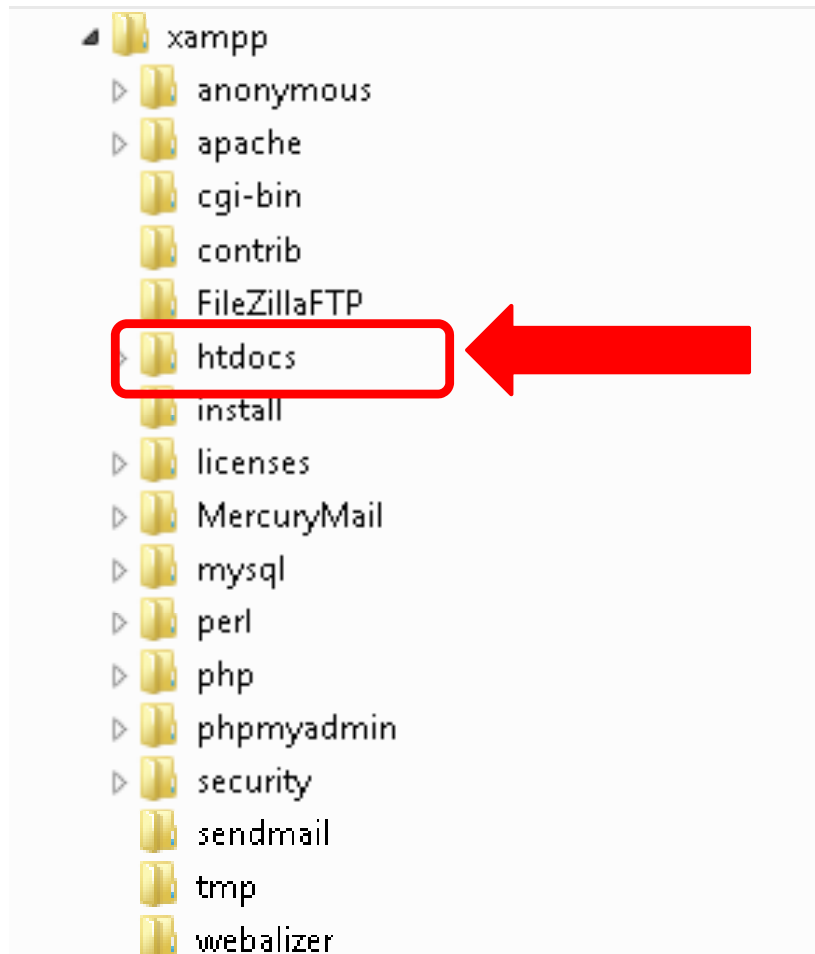 xampp
anonymous
apache
cgi-bin
contrib
FileZillaFTP
htdocs
install
licenses
MercuryMail
mysql
perl
php
phpmyadmin
security
sendmail
tmp
webalizer